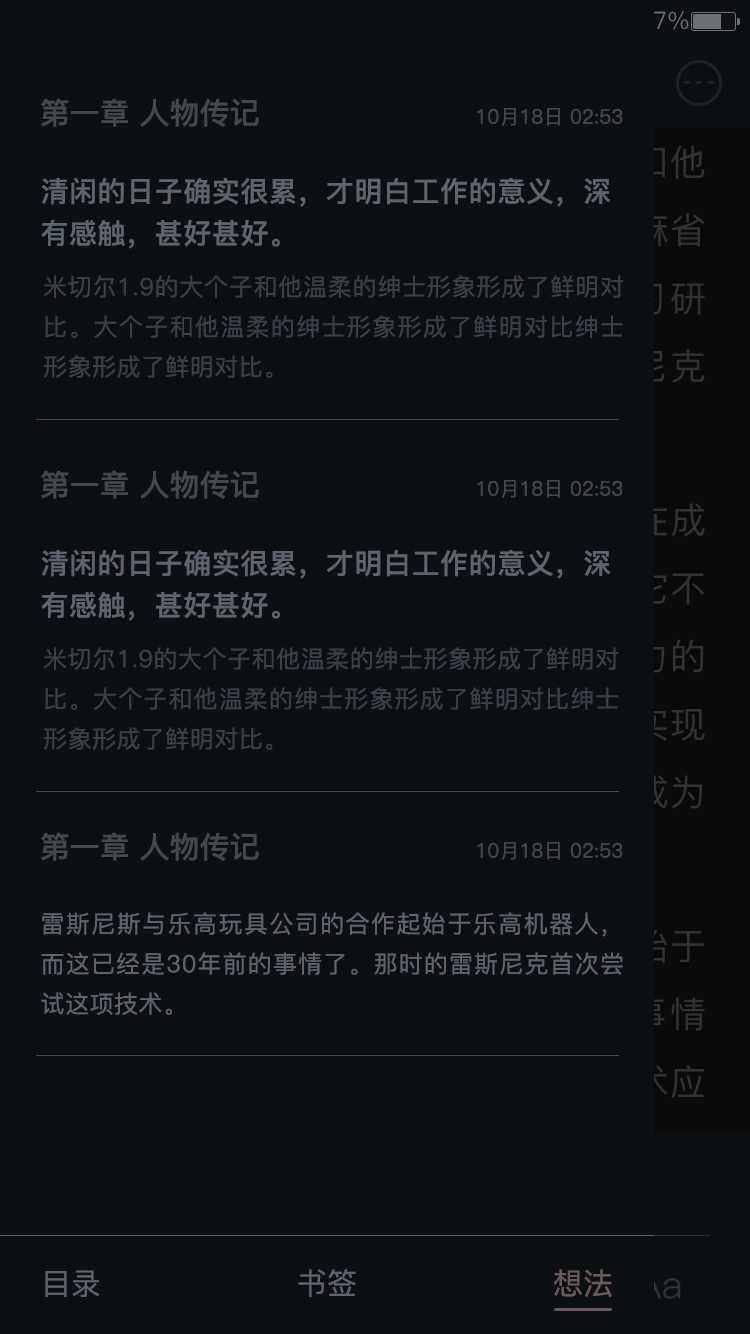 7%
第一章 人物传记 10月18日 02:53
清闲的日子确实很累，才明白工作的意义，深
有感触，甚好甚好。
米切尔1.9的大个子和他温柔的绅士形象形成了鲜明对
比。大个子和他温柔的绅士形象形成了鲜明对比绅士
形象形成了鲜明对比。
第一章 人物传记 10月18日 02:53
清闲的日子确实很累，才明白工作的意义，深
有感触，甚好甚好。
米切尔1.9的大个子和他温柔的绅士形象形成了鲜明对
比。大个子和他温柔的绅士形象形成了鲜明对比绅士
形象形成了鲜明对比。
第一章 人物传记 10月18日 02:53
雷斯尼斯与乐高玩具公司的合作起始于乐高机器人，
而这已经是30年前的事情了。那时的雷斯尼克首次尝
试这项技术。
目录 书签 想法 Aa
和他
麻省
习研
尼克
在成
它不
力的
实现
成为
始于
事情
术应